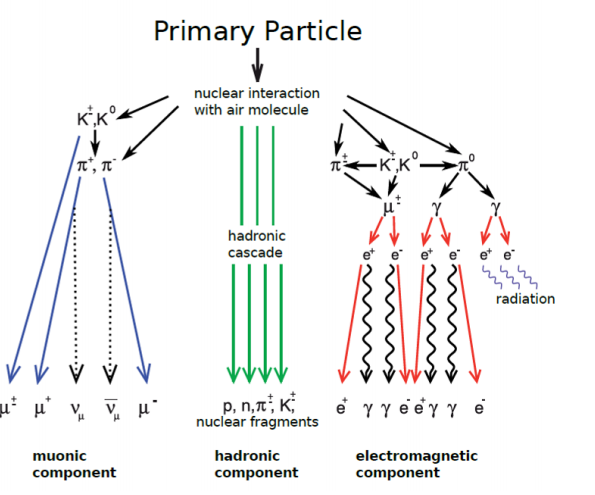 Primary Particle
nuclear interaction
with air molecule
K±,K⁰
π⁺, π⁻
π± K±,K⁰ π⁰
μ± γ γ
hadronic
cascade
e⁺ e⁻ e⁺ e⁻ e⁺ e⁻
radiation
μ± μ⁺ νμ ν̄μ μ⁻
p, n,π±, K±,
nuclear fragments
e⁺ γ γ e⁻ e⁺ γ γ e⁻
muonic
component
hadronic
component
electromagnetic
component